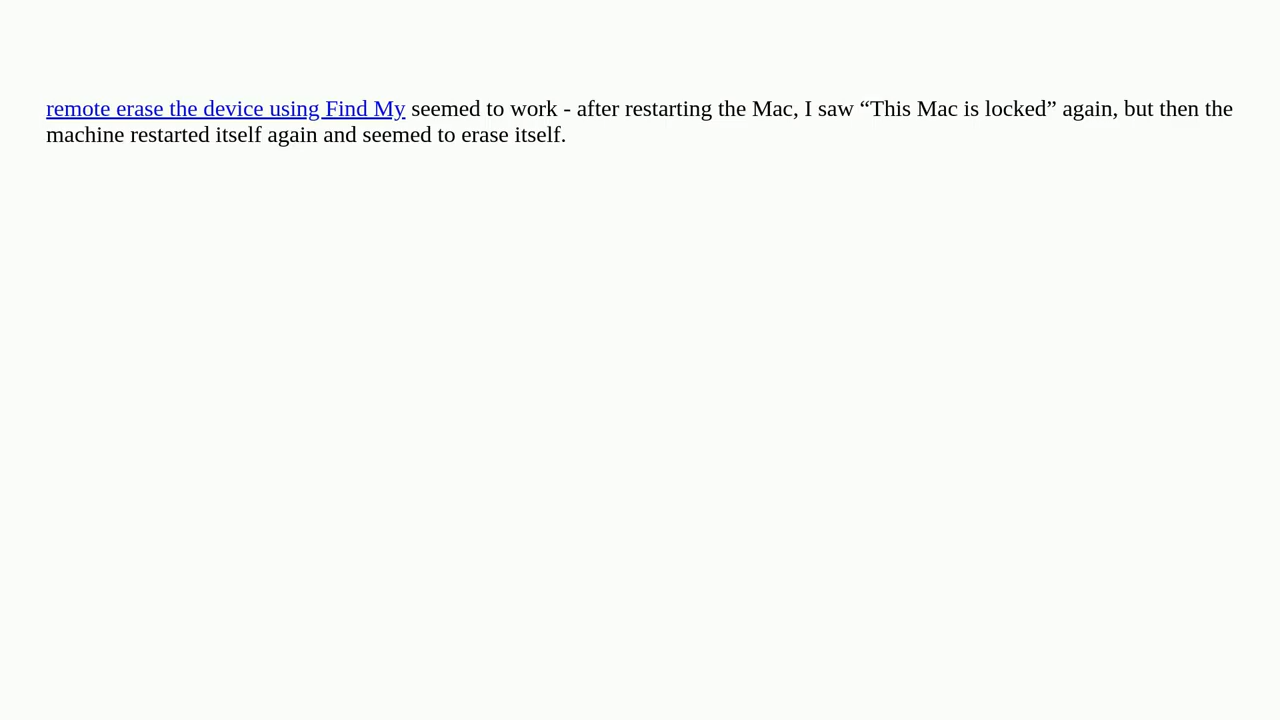 remote erase the device using Find My seemed to work - after restarting the Mac, I saw “This Mac is locked” again, but then the
machine restarted itself again and seemed to erase itself.